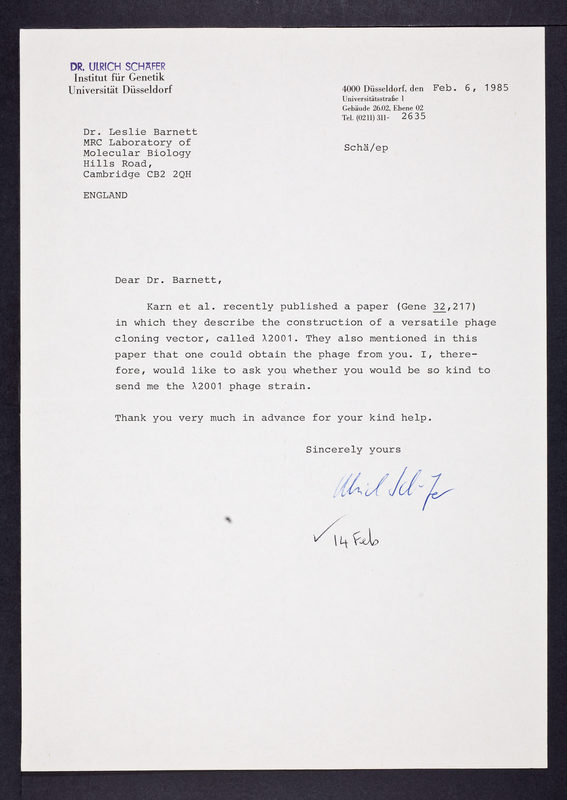 DR. ULRICH SCHÄFER
Institut für Genetik
Universität Düsseldorf
4000 Düsseldorf, den Feb. 6, 1985
Universitätsstraße 1
Gebäude 26.02, Ebene 02
Tel. (0211) 311- 2635
Dr. Leslie Barnett
MRC Laboratory of
Molecular Biology
Hills Road,
Cambridge CB2 2QH
ENGLAND
Schä/ep
Dear Dr. Barnett,
Karn et al. recently published a paper (Gene 32,217)
in which they describe the construction of a versatile phage
cloning vector, called λ2001. They also mentioned in this
paper that one could obtain the phage from you. I, there-
fore, would like to ask you whether you would be so kind to
send me the λ2001 phage strain.
Thank you very much in advance for your kind help.
Sincerely yours
Ulrich Schäfer
✓ 14 Feb